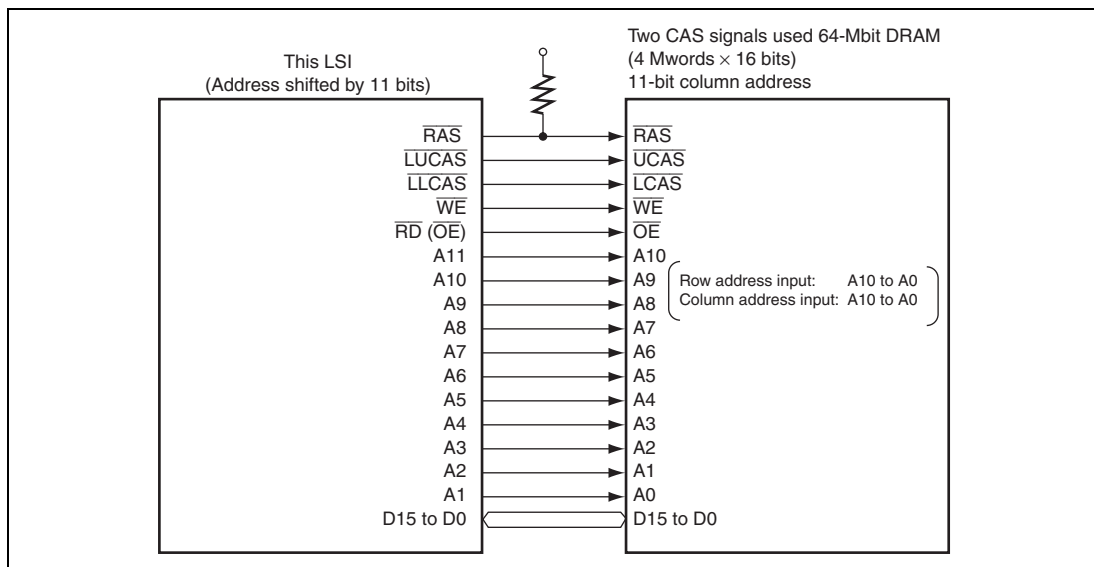 This LSI
(Address shifted by 11 bits)
Two CAS signals used 64-Mbit DRAM
(4 Mwords × 16 bits)
11-bit column address
RAS RAS
LUCAS UCAS
LLCAS LCAS
WE WE
RD (OE) OE
A11 A10
A10 A9
A9 A8
Row address input: A10 to A0
Column address input: A10 to A0
A8 A7
A7 A6
A6 A5
A5 A4
A4 A3
A3 A2
A2 A1
A1 A0
D15 to D0 D15 to D0